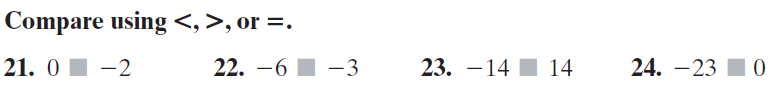 Compare using <, >, or =.
21. 0 ■ −2 22. −6 ■ −3 23. −14 ■ 14 24. −23 ■ 0